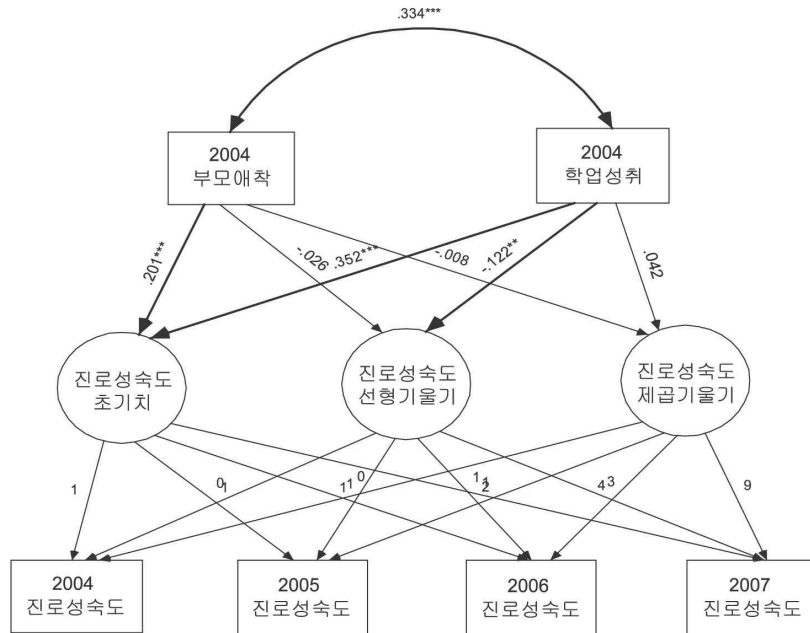 .334***
2004
부모애착
2004
학업성취
.201***
-.026
.352***
-.008
-.122**
.042
진로성숙도
초기치
진로성숙도
선형기울기
진로성숙도
제곱기울기
1
0
1
1
1
0
1
1
2
4
3
9
2004
진로성숙도
2005
진로성숙도
2006
진로성숙도
2007
진로성숙도